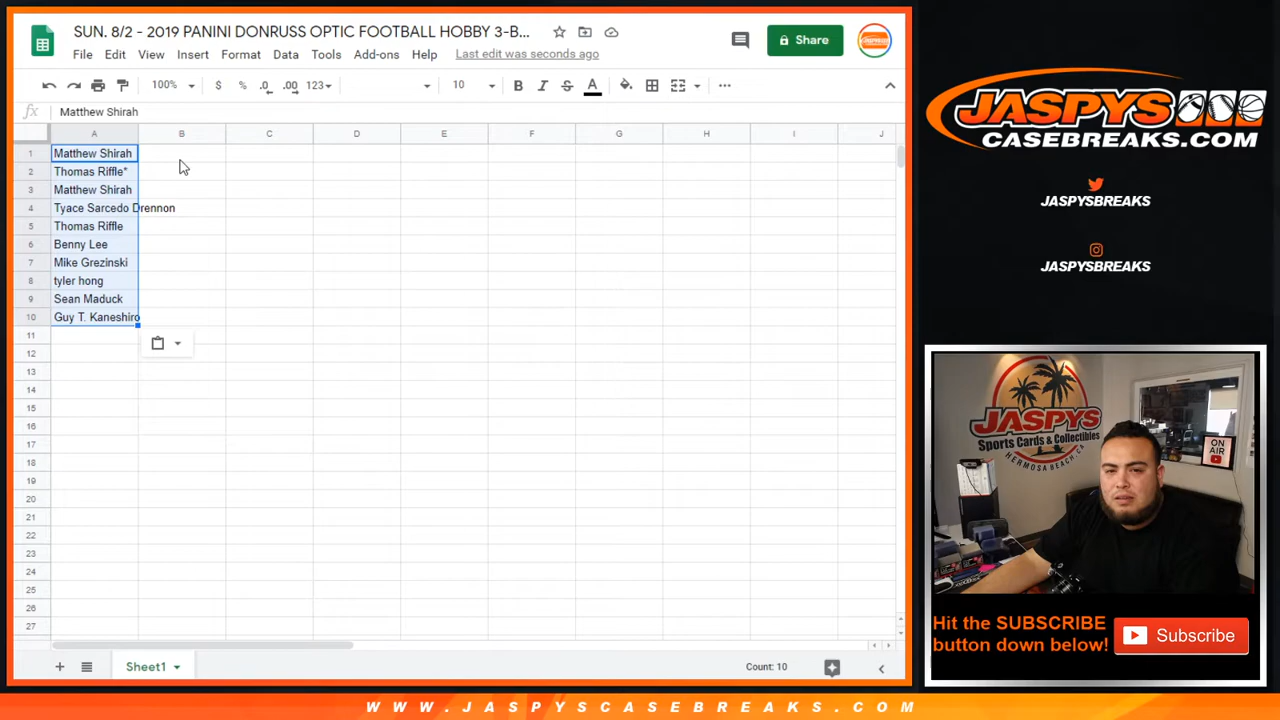 SUN. 8/2 - 2019 PANINI DONRUSS OPTIC FOOTBALL HOBBY 3-B...
File Edit View Insert Format Data Tools Add-ons Help Last edit was seconds ago
Share
100% $ % .0 .00 123 10 B I S A
fx Matthew Shirah
A B C D E F G H I J
1 Matthew Shirah
2 Thomas Riffle*
3 Matthew Shirah
4 Tyace Sarcedo Drennon
5 Thomas Riffle
6 Benny Lee
7 Mike Grezinski
8 tyler hong
9 Sean Maduck
10 Guy T. Kaneshiro
11
12
13
14
15
16
17
18
19
20
21
22
23
24
25
26
27
Sheet1 Count: 10
JASPYS
CASEBREAKS.COM
JASPYSBREAKS
JASPYSBREAKS
JASPYS
Sports Cards & Collectibles
HERMOSA BEACH, CA
ON
AIR
Hit the SUBSCRIBE
button down below!
Subscribe
WWW.JASPYSCASEBREAKS.COM